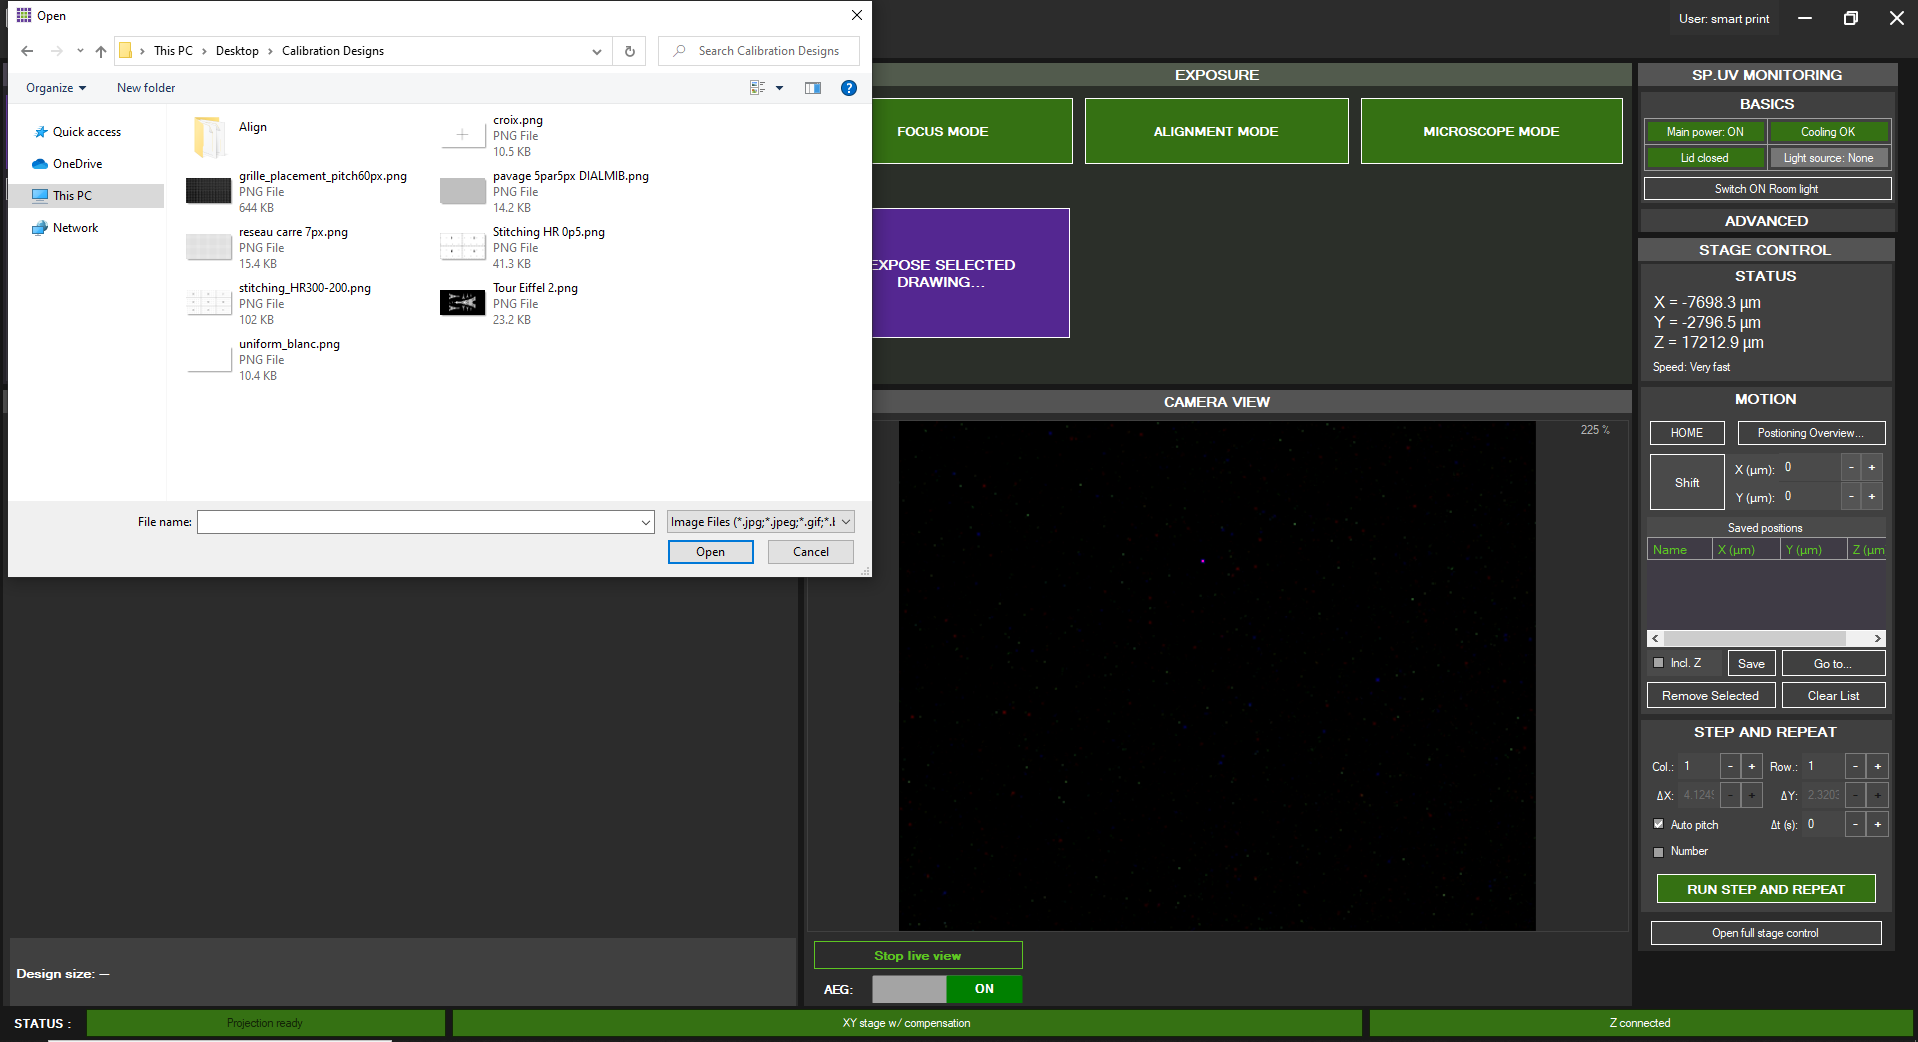 Open
User: smart print
This PC > Desktop > Calibration Designs
Search Calibration Designs
Organize
New folder
Quick access
OneDrive
This PC
Network
Align
croix.png
PNG File
10.5 KB
grille_placement_pitch60px.png
PNG File
644 KB
pavage 5par5px DIALMIB.png
PNG File
14.2 KB
reseau carre 7px.png
PNG File
15.4 KB
Stitching HR 0p5.png
PNG File
41.3 KB
stitching_HR300-200.png
PNG File
102 KB
Tour Eiffel 2.png
PNG File
23.2 KB
uniform_blanc.png
PNG File
10.4 KB
File name:
Image Files (*.jpg;*.jpeg;*.gif;*.
Open
Cancel
EXPOSURE
FOCUS MODE
ALIGNMENT MODE
MICROSCOPE MODE
EXPOSE SELECTED
DRAWING...
CAMERA VIEW
225 %
Stop live view
AEG:
ON
Design size: —
SP.UV MONITORING
BASICS
Main power: ON
Cooling OK
Lid closed
Light source: None
Switch ON Room light
ADVANCED
STAGE CONTROL
STATUS
X = -7698.3 µm
Y = -2796.5 µm
Z = 17212.9 µm
Speed: Very fast
MOTION
HOME
Postioning Overview...
Shift
X (µm): 0 - +
Y (µm): 0 - +
Saved positions
Name X (µm) Y (µm) Z (µm
Incl. Z
Save
Go to...
Remove Selected
Clear List
STEP AND REPEAT
Col.: 1 - + Row.: 1 - +
ΔX: 4.124 - + ΔY: 2.320 - +
Auto pitch Δt (s): 0 - +
Number
RUN STEP AND REPEAT
Open full stage control
STATUS :
Projection ready
XY stage w/ compensation
Z connected